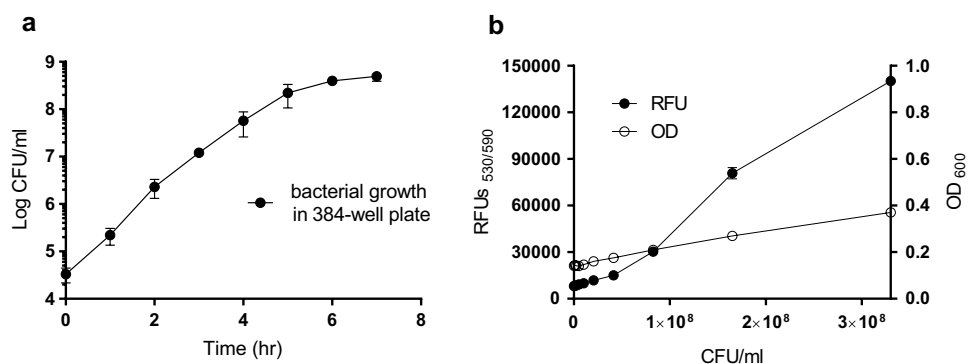 a
9
8
7
6
5
4
Log CFU/ml
0 2 4 6 8
Time (hr)
bacterial growth
in 384-well plate
b
150000
120000
90000
60000
30000
0
RFUs 530/590
RFU
OD
1.0
0.8
0.6
0.4
0.2
0.0
OD 600
0 1×10⁸ 2×10⁸ 3×10⁸
CFU/ml